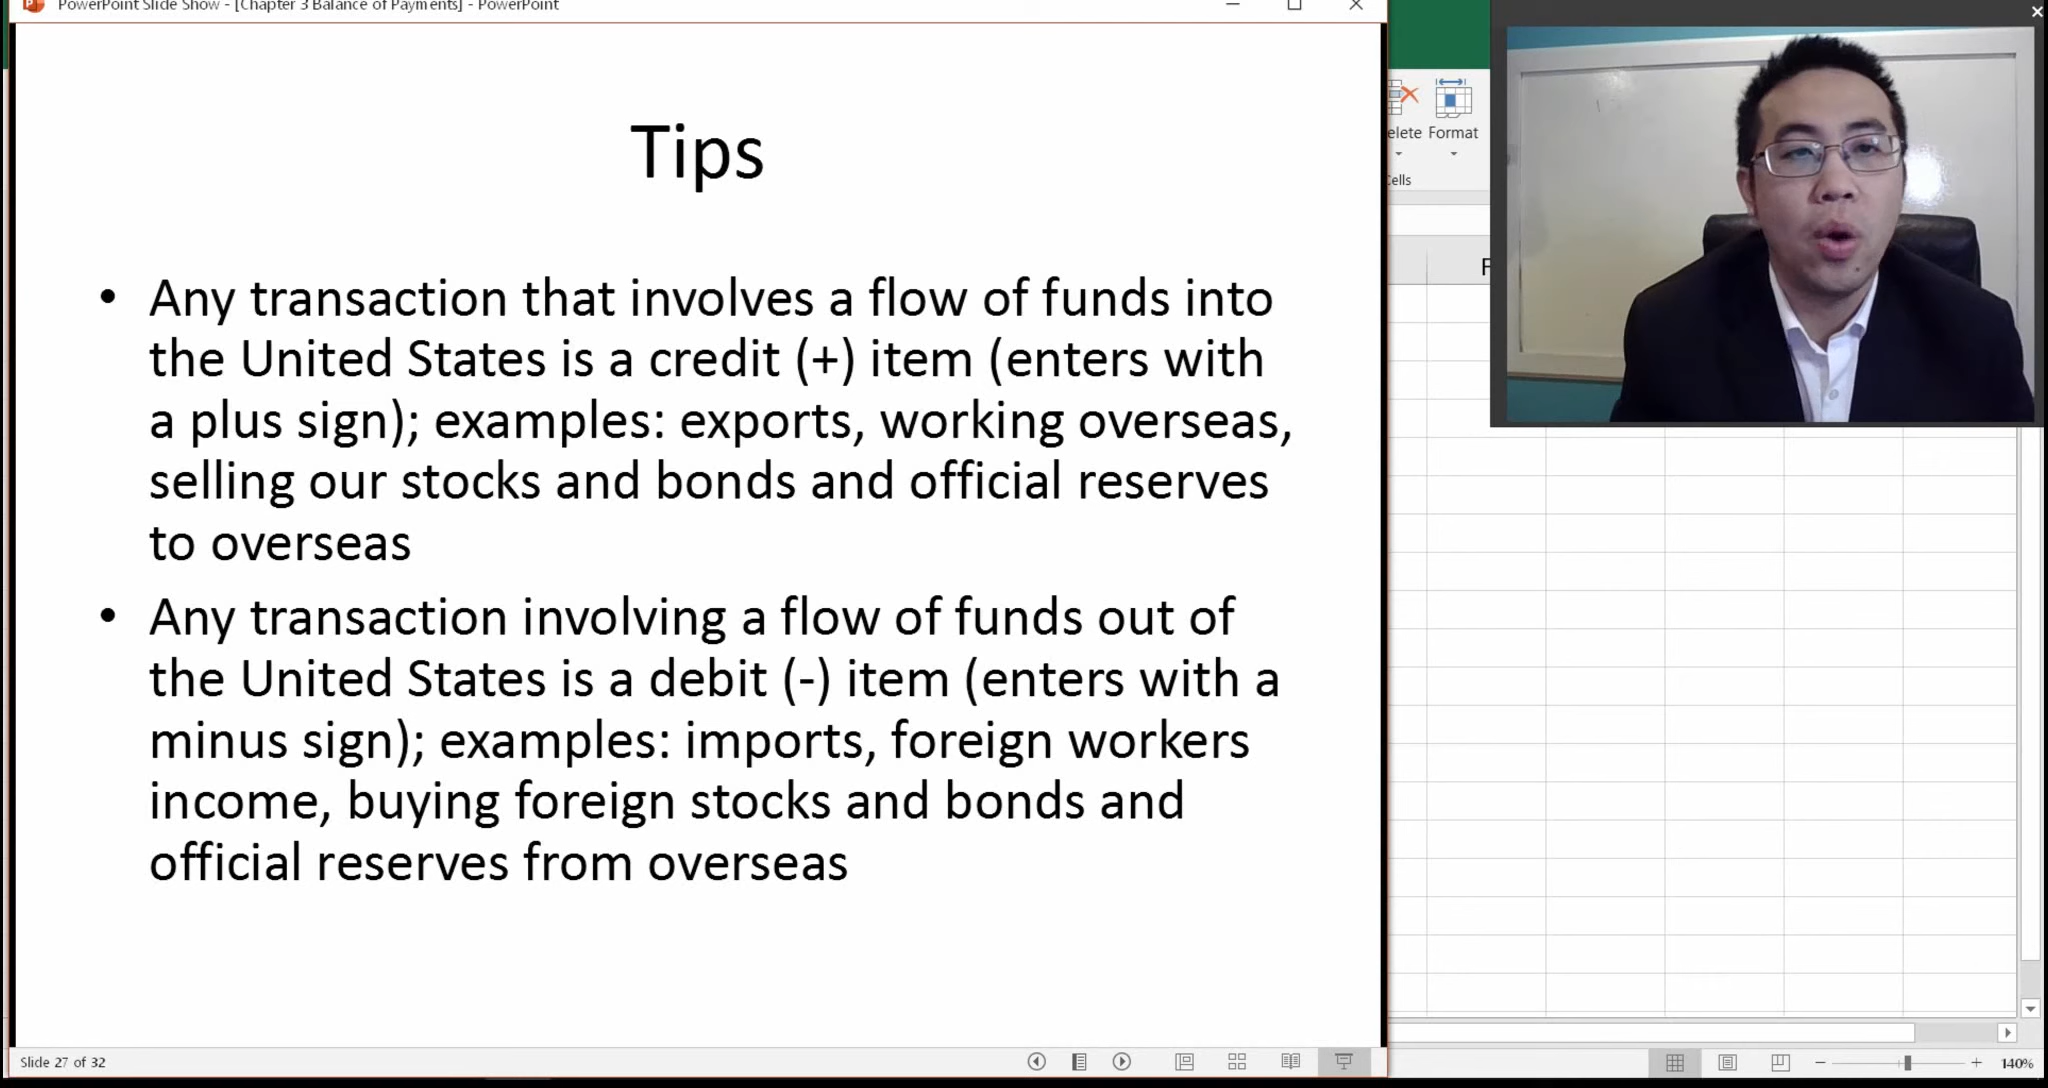 PowerPoint Slide Show - [Chapter 3 Balance of Payments] - PowerPoint
Tips
• Any transaction that involves a flow of funds into
the United States is a credit (+) item (enters with
a plus sign); examples: exports, working overseas,
selling our stocks and bonds and official reserves
to overseas
• Any transaction involving a flow of funds out of
the United States is a debit (-) item (enters with a
minus sign); examples: imports, foreign workers
income, buying foreign stocks and bonds and
official reserves from overseas
Slide 27 of 32
elete Format
Cells
F
140%